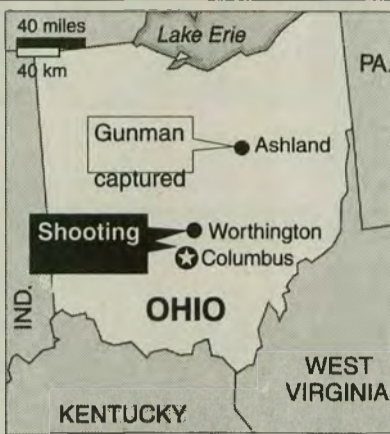 40 miles
40 km
Lake Erie
PA.
Gunman
captured
Ashland
Shooting
Worthington
Columbus
IND.
OHIO
WEST
VIRGINIA
KENTUCKY